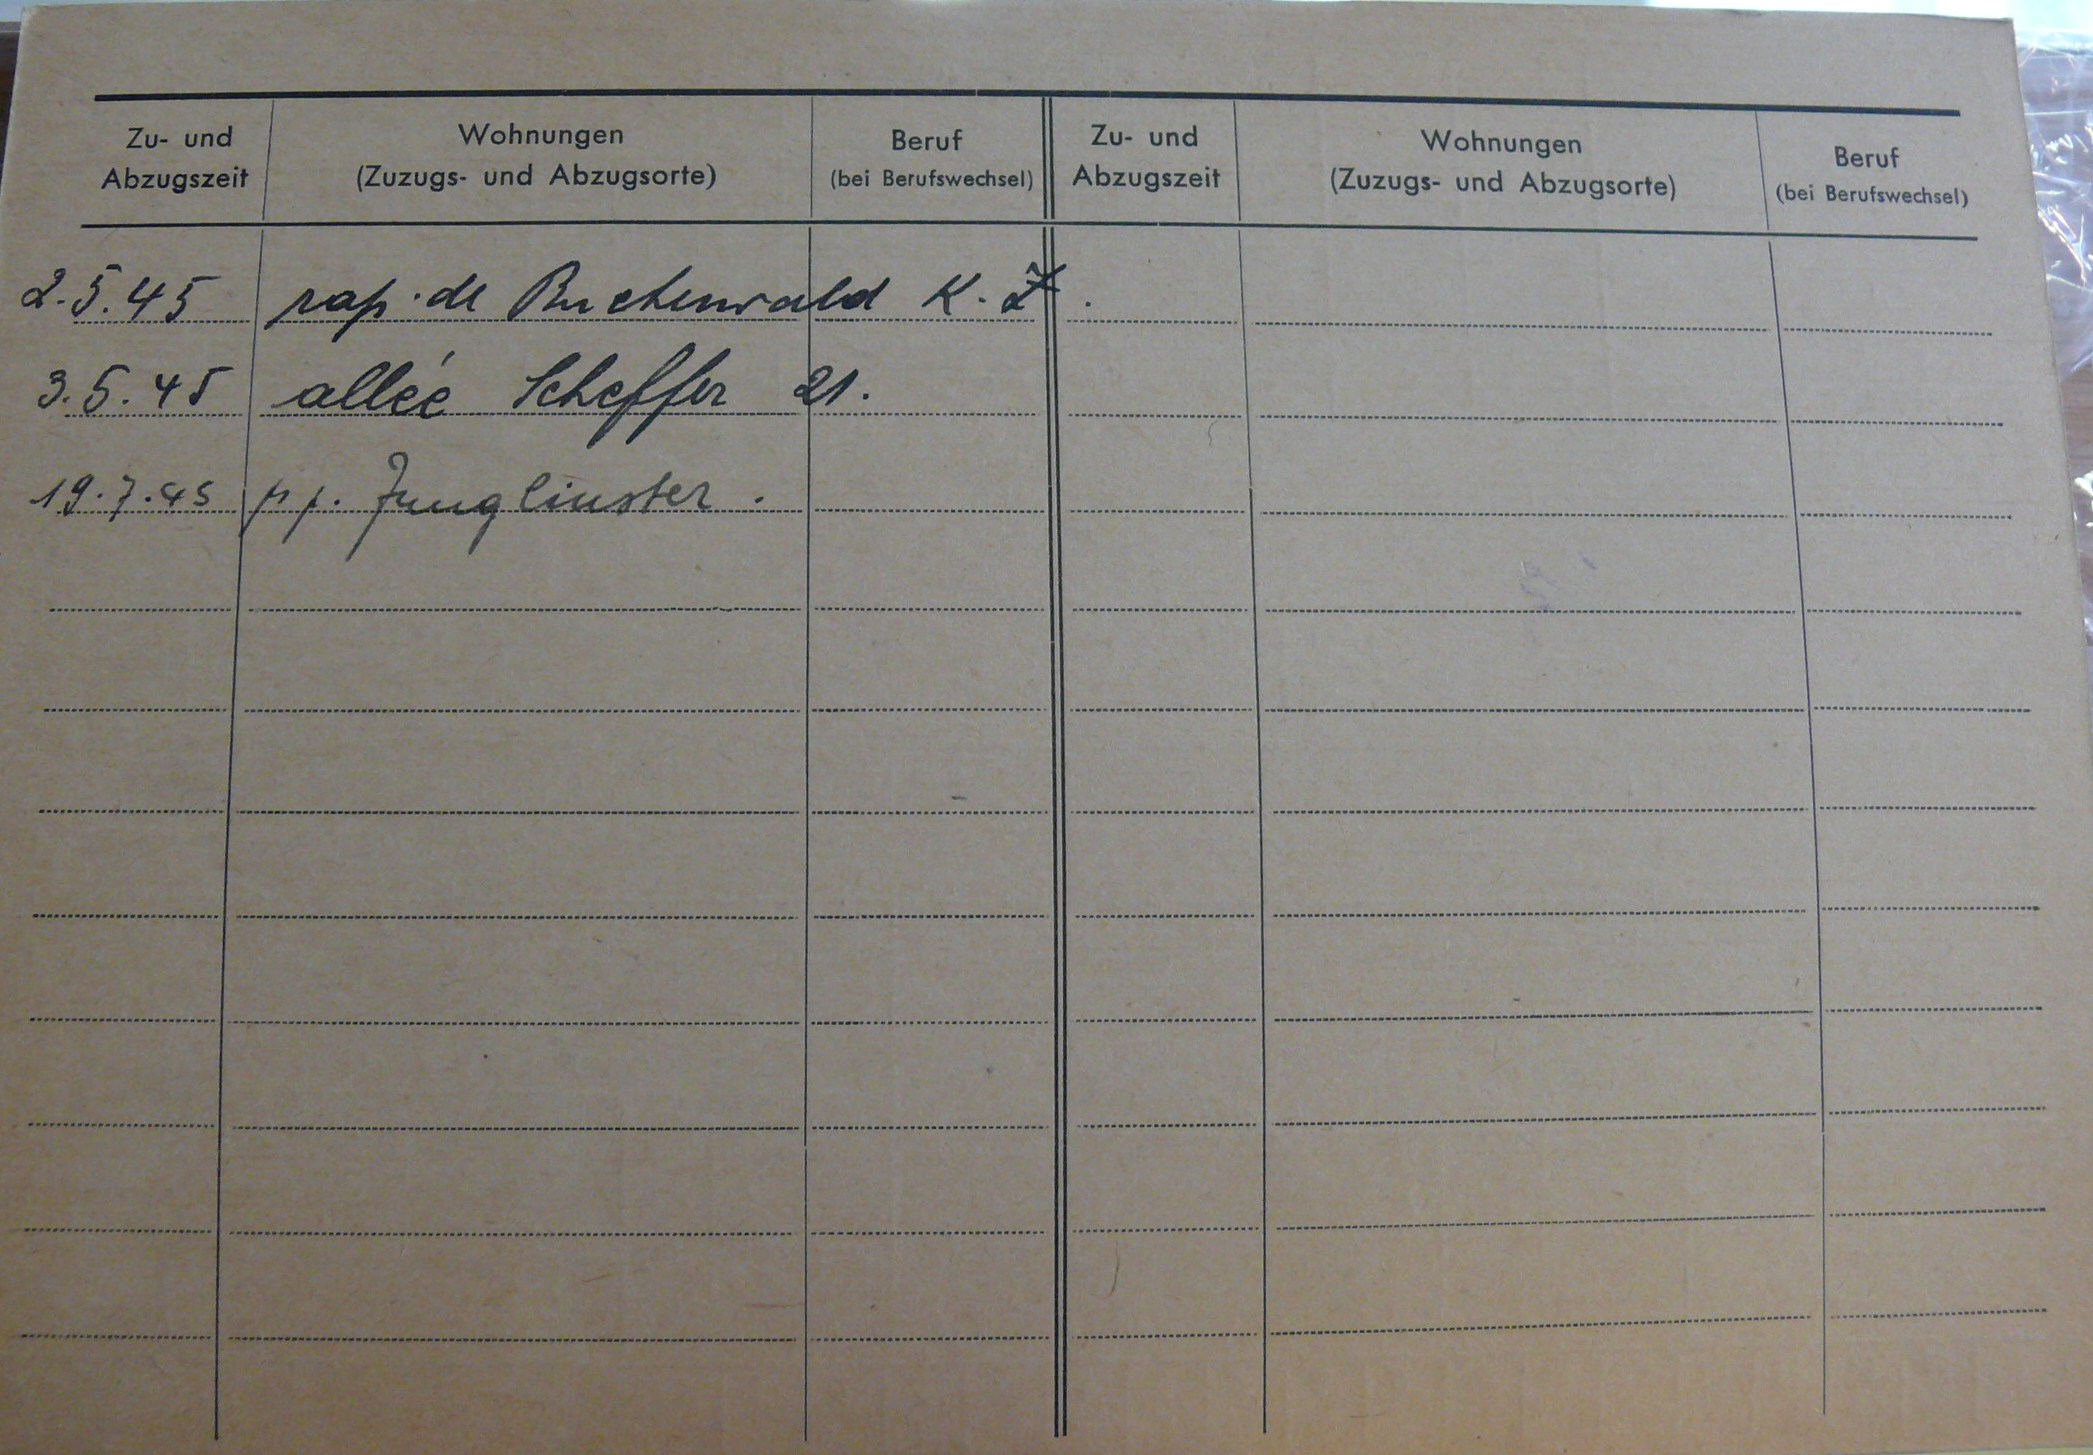 Zu- und Abzugszeit Wohnungen (Zuzugs- und Abzugsorte) Beruf (bei Berufswechsel) Zu- und Abzugszeit Wohnungen (Zuzugs- und Abzugsorte) Beruf (bei Berufswechsel)
2.5.45 rap. de Buchenwald K.Z.
3.5.45 allée Scheffer 21.
19.7.45 pp. Junglinster.